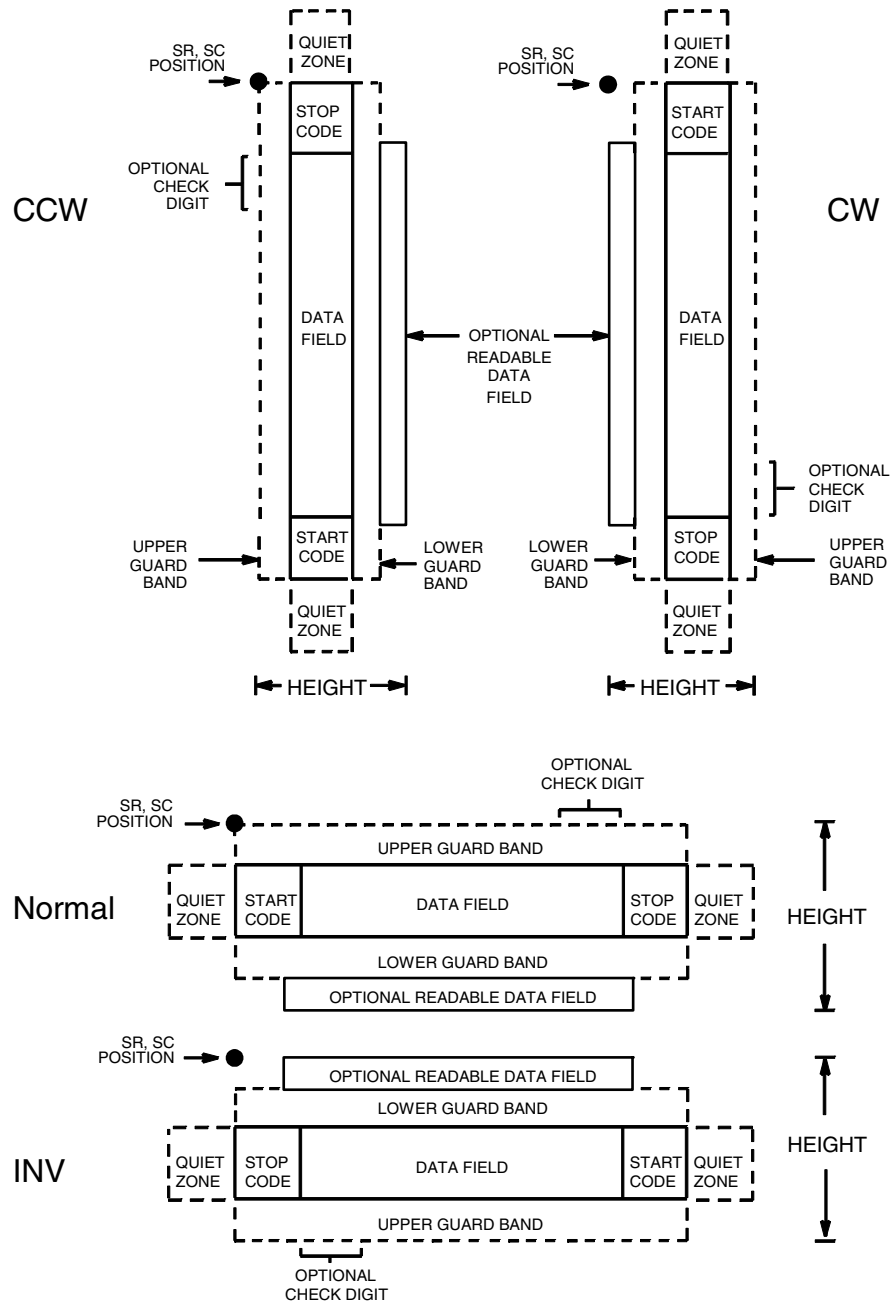 QUIET
ZONE
SR, SC
POSITION
STOP
CODE
OPTIONAL
CHECK
DIGIT
CCW
DATA
FIELD
START
CODE
UPPER
GUARD
BAND
LOWER
GUARD
BAND
QUIET
ZONE
HEIGHT
OPTIONAL
READABLE
DATA
FIELD
QUIET
ZONE
SR, SC
POSITION
START
CODE
CW
DATA
FIELD
OPTIONAL
CHECK
DIGIT
STOP
CODE
LOWER
GUARD
BAND
UPPER
GUARD
BAND
QUIET
ZONE
HEIGHT
OPTIONAL
CHECK DIGIT
SR, SC
POSITION
UPPER GUARD BAND
Normal
QUIET
ZONE
START
CODE
DATA FIELD
STOP
CODE
QUIET
ZONE
HEIGHT
LOWER GUARD BAND
OPTIONAL READABLE DATA FIELD
SR, SC
POSITION
OPTIONAL READABLE DATA FIELD
LOWER GUARD BAND
INV
QUIET
ZONE
STOP
CODE
DATA FIELD
START
CODE
QUIET
ZONE
HEIGHT
UPPER GUARD BAND
OPTIONAL
CHECK DIGIT